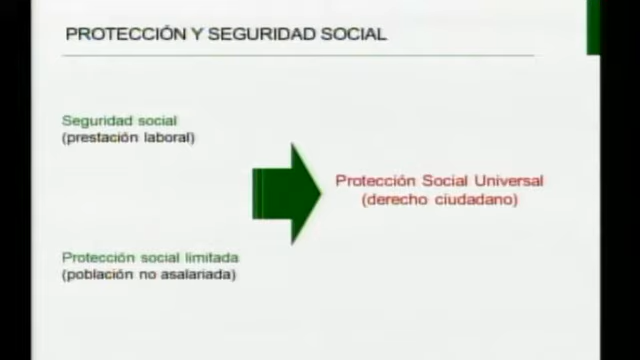 PROTECCIÓN Y SEGURIDAD SOCIAL
Seguridad social
(prestación laboral)
Protección Social Universal
(derecho ciudadano)
Protección social limitada
(población no asalariada)